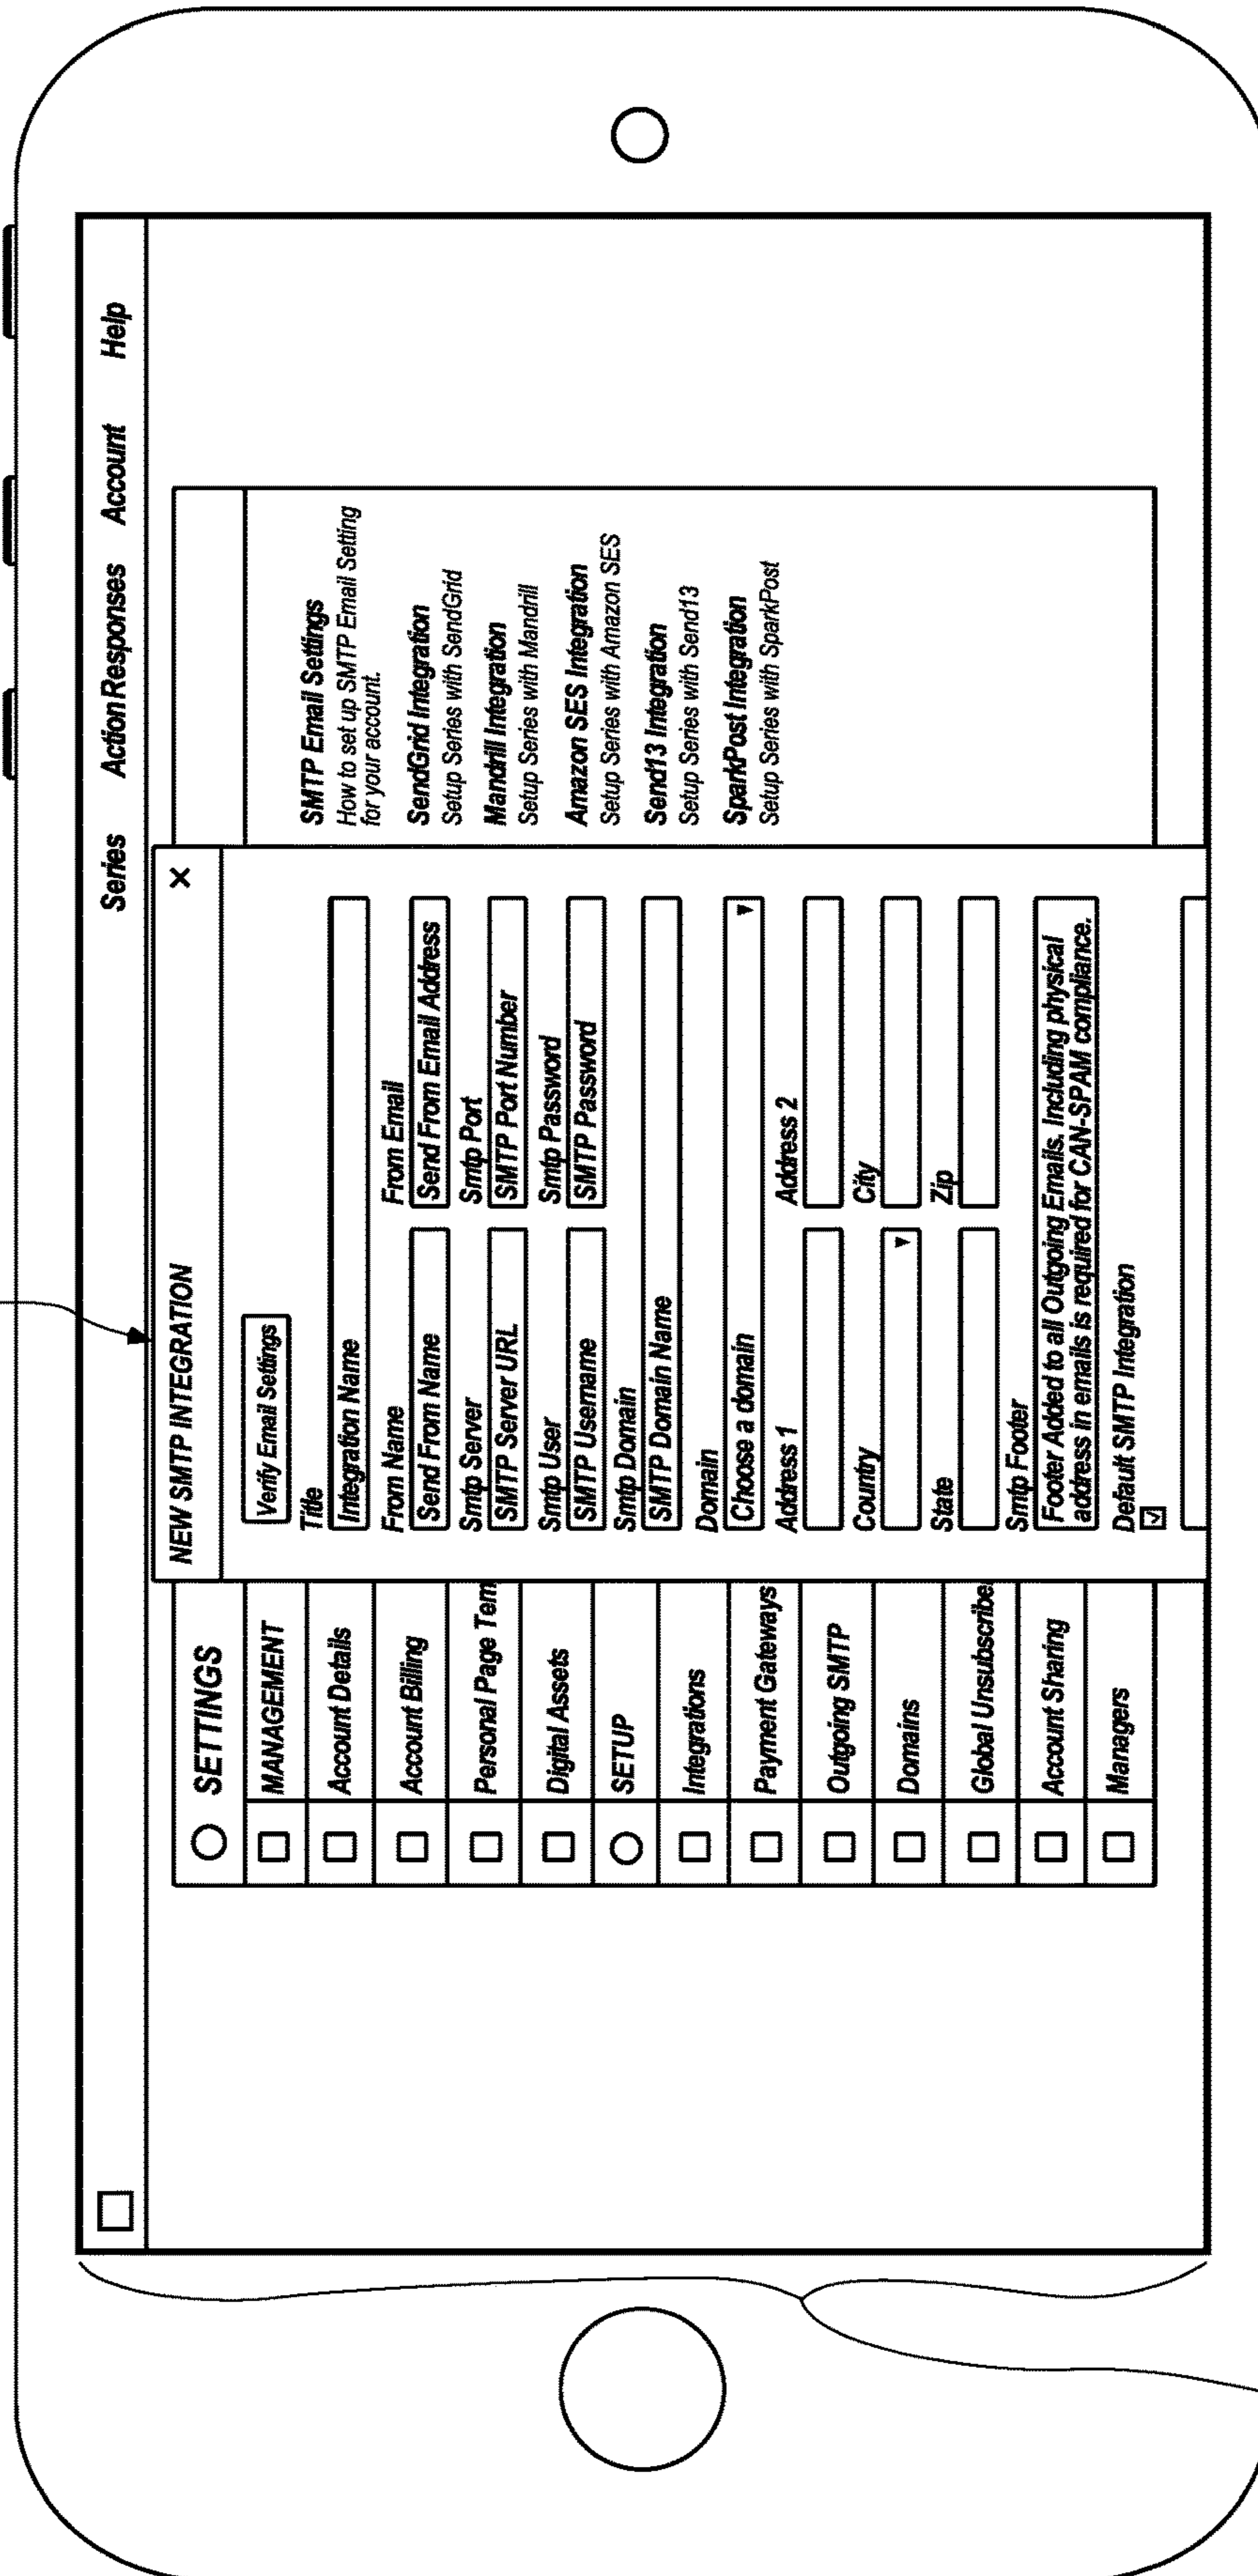 Series ActionResponses Account Help
SETTINGS
MANAGEMENT
Account Details
Account Billing
Personal Page Tem
Digital Assets
SETUP
Integrations
Payment Gateways
Outgoing SMTP
Domains
Global Unsubscribe
Account Sharing
Managers
NEW SMTP INTEGRATION X
Verify Email Settings
Title
Integration Name
From Name From Email
Send From Name Send From Email Address
Smtp Server Smtp Port
SMTP Server URL SMTP Port Number
Smtp User Smtp Password
SMTP Username SMTP Password
Smtp Domain
SMTP Domain Name
Domain
Choose a domain
Address 1 Address 2
Country City
State Zip
Smtp Footer
Footer Added to all Outgoing Emails. Including physical
address in emails is required for CAN-SPAM compliance.
Default SMTP Integration
SMTP Email Settings
How to set up SMTP Email Setting
for your account.
SendGrid Integration
Setup Series with SendGrid
Mandrill Integration
Setup Series with Mandrill
Amazon SES Integration
Setup Series with Amazon SES
Send13 Integration
Setup Series with Send13
SparkPost Integration
Setup Series with SparkPost